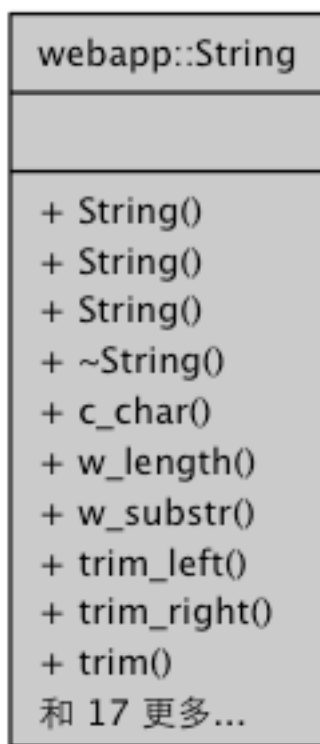 webapp::String
+ String()
+ String()
+ String()
+ ~String()
+ c_char()
+ w_length()
+ w_substr()
+ trim_left()
+ trim_right()
+ trim()
和 17 更多...